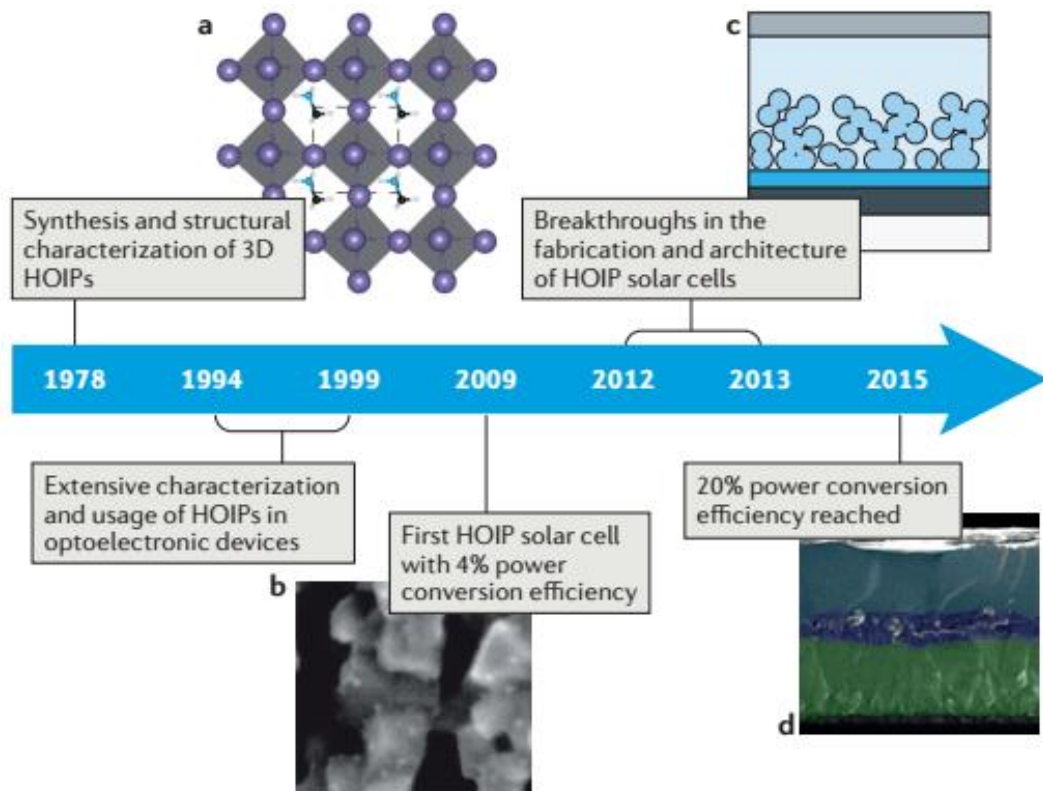 a
c
Synthesis and structural
characterization of 3D
HOIPs
Breakthroughs in the
fabrication and architecture
of HOIP solar cells
1978 1994 1999 2009 2012 2013 2015
Extensive characterization
and usage of HOIPs in
optoelectronic devices
First HOIP solar cell
with 4% power
conversion efficiency
20% power conversion
efficiency reached
b
d